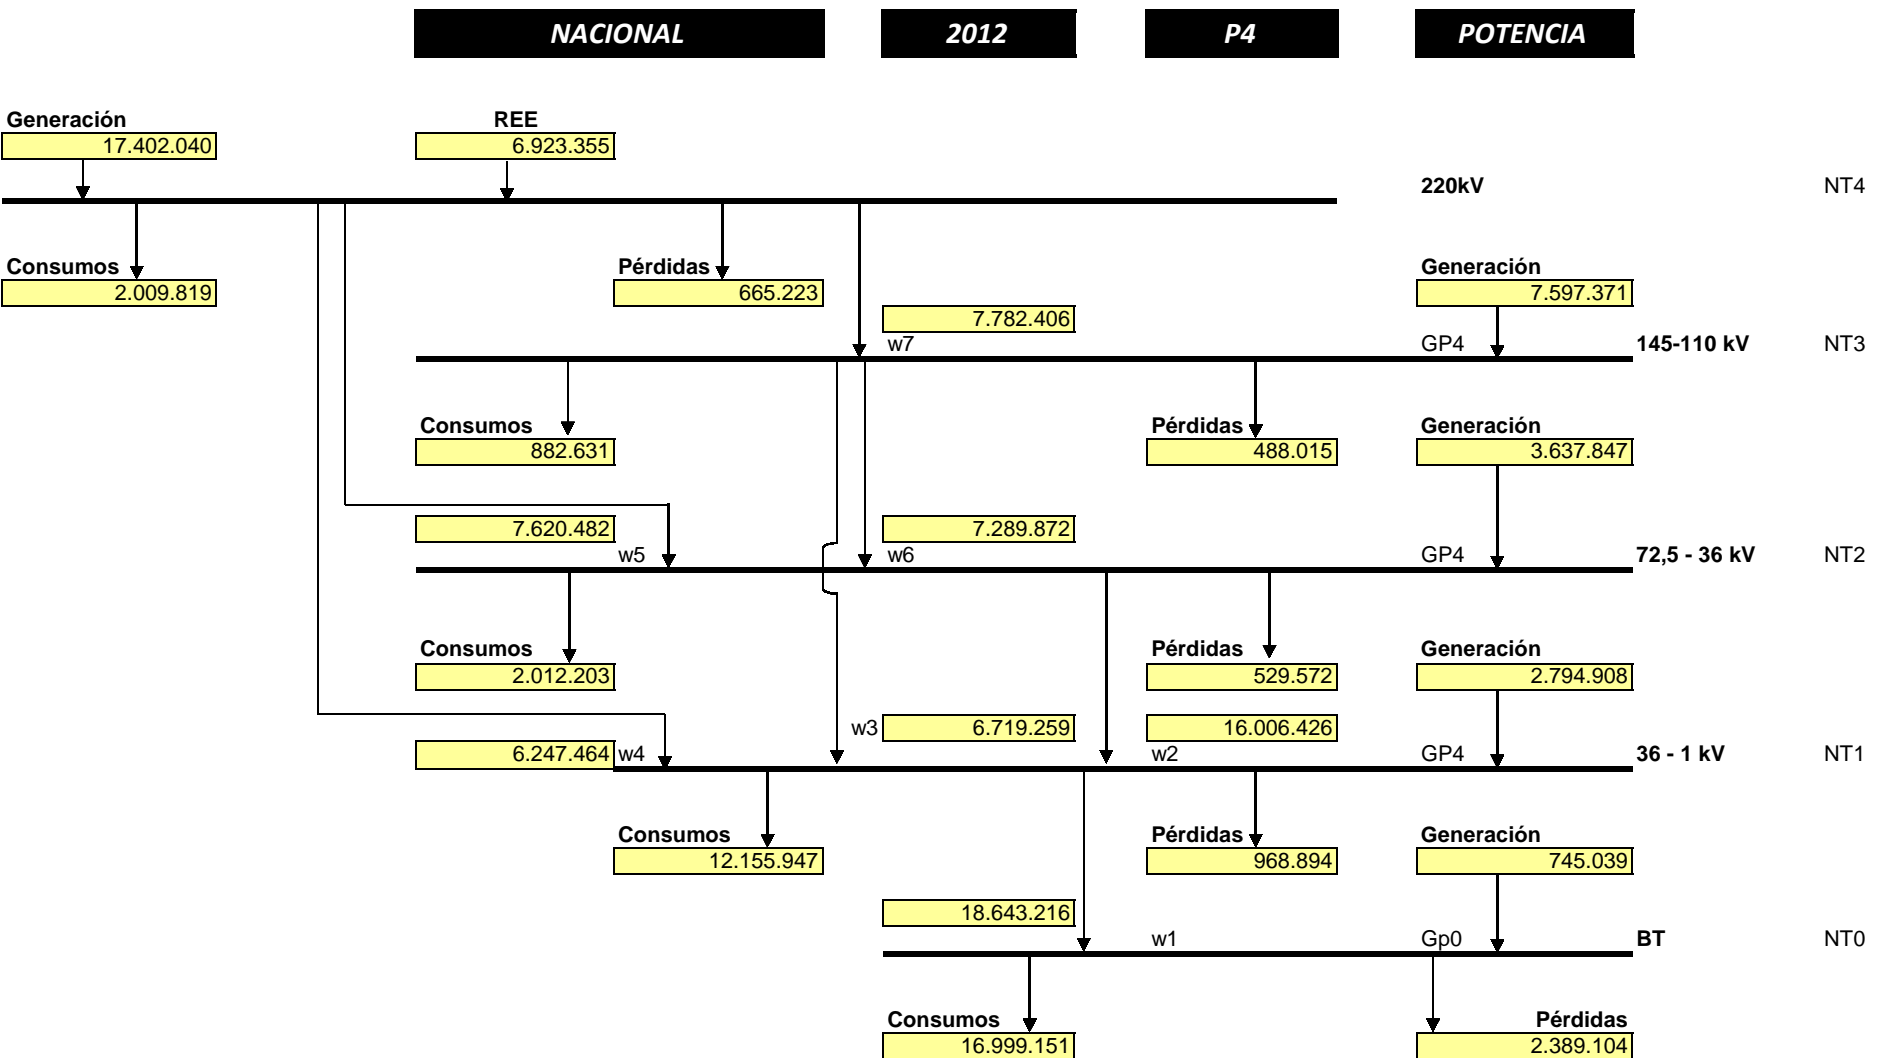 NACIONAL 2012 P4 POTENCIA
Generación REE
17.402.040 6.923.355
220kV NT4
Consumos Pérdidas Generación
2.009.819 665.223 7.597.371
7.782.406
w7 GP4 145-110 kV NT3
Consumos Pérdidas Generación
882.631 488.015 3.637.847
7.620.482 7.289.872
w5 w6 GP4 72,5 - 36 kV NT2
Consumos Pérdidas Generación
2.012.203 529.572 2.794.908
w3 6.719.259 16.006.426
6.247.464 w4 w2 GP4 36 - 1 kV NT1
Consumos Pérdidas Generación
12.155.947 968.894 745.039
18.643.216
w1 Gp0 BT NT0
Consumos Pérdidas
16.999.151 2.389.104